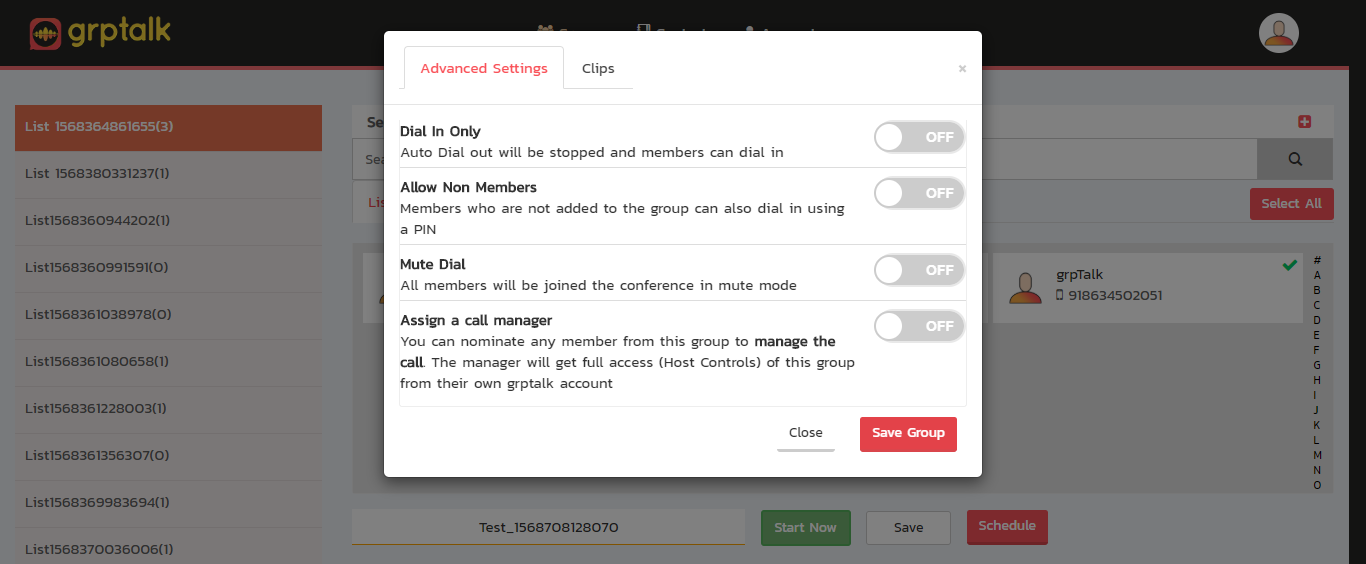 grptalk
Advanced Settings
Clips
×
List 1568364861655(3)
List 1568380331237(1)
List1568360944202(1)
List1568360991591(0)
List1568361038978(0)
List1568361080658(1)
List1568361228003(1)
List1568361356307(0)
List1568369983694(1)
List1568370036006(1)
Dial In Only
Auto Dial out will be stopped and members can dial in
OFF
Allow Non Members
Members who are not added to the group can also dial in using
a PIN
OFF
Mute Dial
All members will be joined the conference in mute mode
OFF
Assign a call manager
You can nominate any member from this group to manage the
call. The manager will get full access (Host Controls) of this group
from their own grptalk account
OFF
Close
Save Group
Select All
grpTalk
918634502051
#
A
B
C
D
E
F
G
H
I
J
K
L
M
N
O
Test_1568708128070
Start Now
Save
Schedule